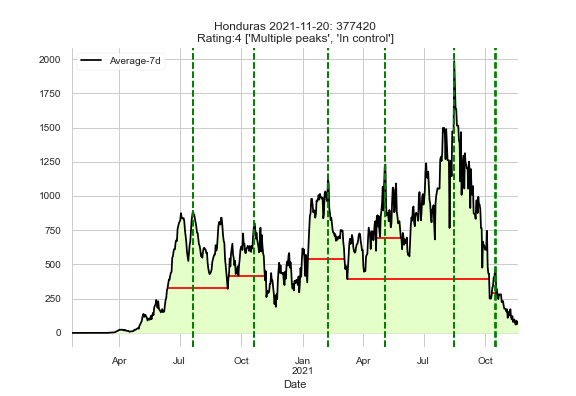 Honduras 2021-11-20: 377420
Rating:4 ['Multiple peaks', 'In control']
Average-7d
2000
1750
1500
1250
1000
750
500
250
0
Apr Jul Oct Jan Apr Jul Oct
2021
Date